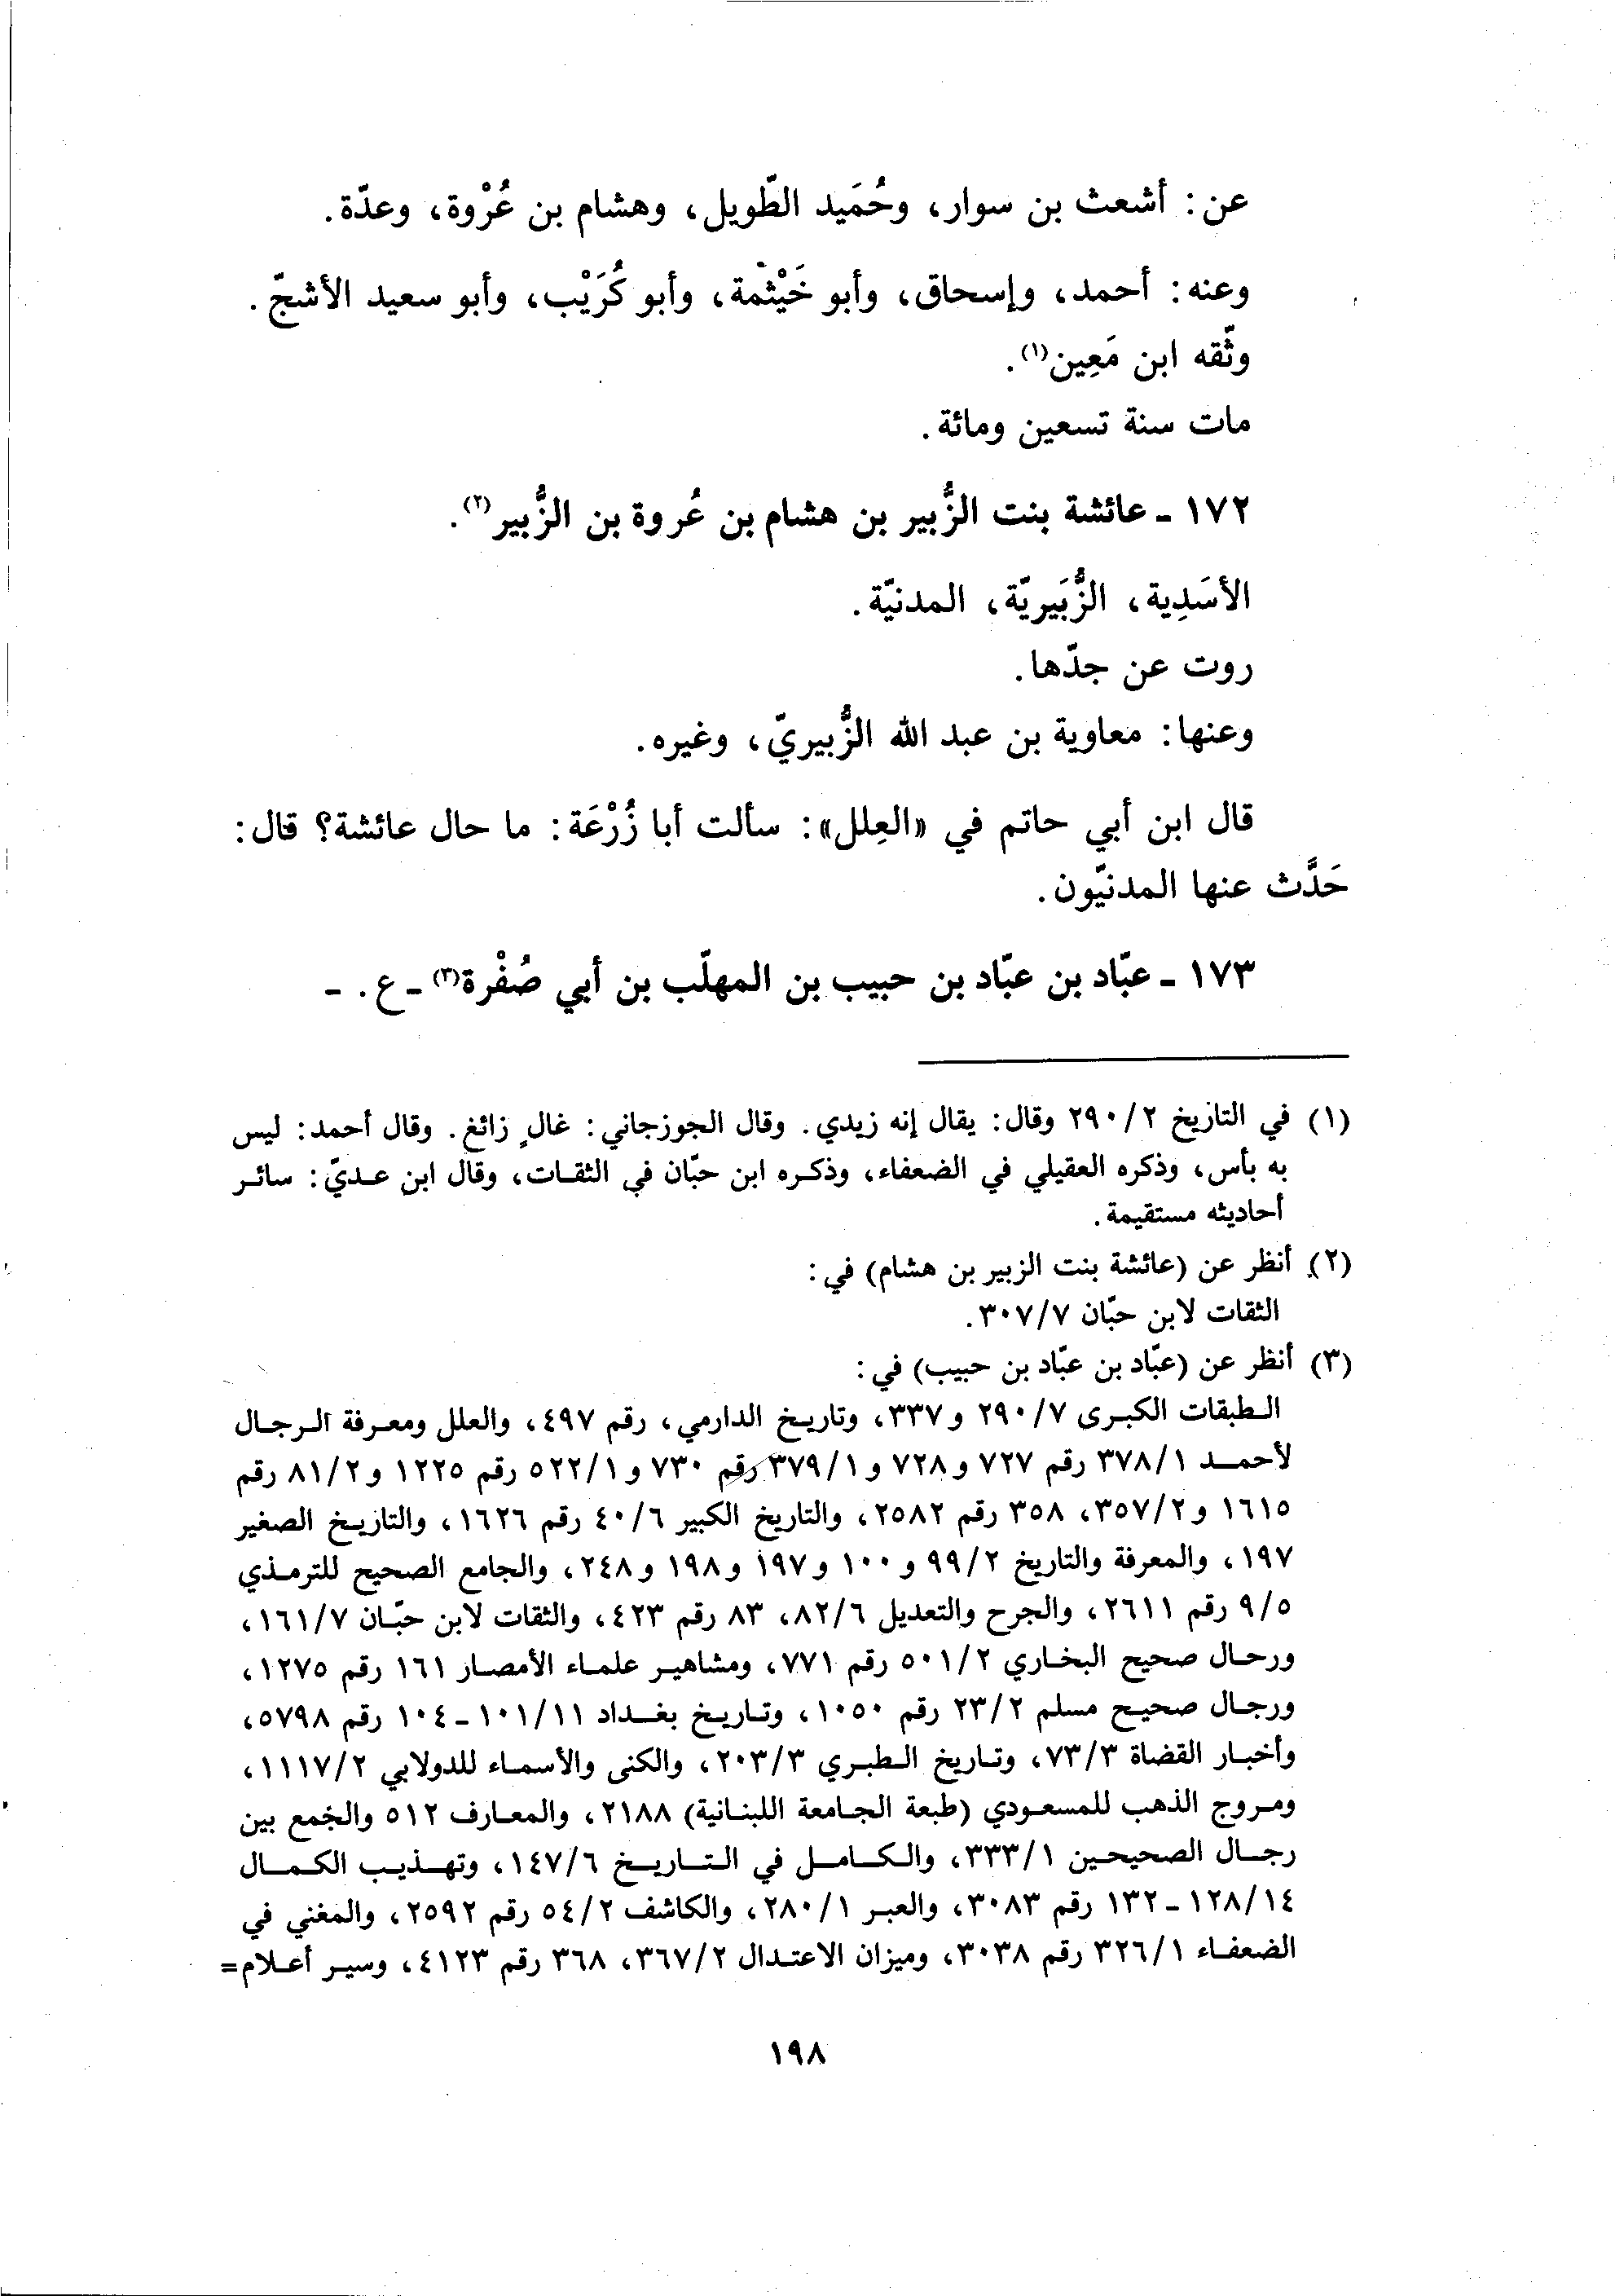 عن: أشعث بن سوار، وحُمَيد الطّويل، وهشام بن عُرْوة، وعدّة.
وعنه: أحمد، وإسحاق، وأبو خَيْثَمة، وأبو كُرَيْب، وأبو سعيد الأشجّ.
وثّقه ابن مَعِين(١).
مات سنة تسعين ومائة.
١٧٢ - عائشة بنت الزُّبير بن هشام بن عُروة بن الزُّبير(٢).
الأسَدِية، الزُّبَيريّة، المدنيّة.
روت عن جدّها.
وعنها: معاوية بن عبد الله الزُّبيريّ، وغيره.
قال ابن أبي حاتم في «العِلل»: سألت أبا زُرْعَة: ما حال عائشة؟ قال:
حَدَّث عنها المدنيّون.
١٧٣ - عبّاد بن عبّاد بن حبيب بن المهلّب بن أبي صُفْرة(٣) - ع. -
(١) في التاريخ ٢/ ٢٩٠ وقال: يقال إنه زيدي. وقال الجوزجاني: غالٍ زائغ. وقال أحمد: ليس
به بأس، وذكره العقيلي في الضعفاء، وذكره ابن حبّان في الثقات، وقال ابن عديّ: سائر
أحاديثه مستقيمة.
(٢) أنظر عن (عائشة بنت الزبير بن هشام) في:
الثقات لابن حبّان ٣٠٧/٧.
(٣) أنظر عن (عبّاد بن عبّاد بن حبيب) في:
الطبقات الكبرى ٢٩٠/٧ و٣٣٧، وتاريخ الدارمي، رقم ٤٩٧، والعلل ومعرفة الرجال
لأحمد ٣٧٨/١ رقم ٧٢٧ و٧٢٨ و٣٧٩/١ رقم ٧٣٠ و٥٢٢/١ رقم ١٢٢٥ و٨١/٢ رقم
١٦١٥ و٣٥٧/٢، ٣٥٨ رقم ٢٥٨٢، والتاريخ الكبير ٤٠/٦ رقم ١٦٢٦، والتاريخ الصغير
١٩٧، والمعرفة والتاريخ ٩٩/٢ و١٠٠ و١٩٧ و١٩٨ و٢٤٨، والجامع الصحيح للترمذي
٩/٥ رقم ٢٦١١، والجرح والتعديل ٨٢/٦، ٨٣ رقم ٤٢٣، والثقات لابن حبّان ١٦١/٧،
ورحال صحيح البخاري ٥٠١/٢ رقم ٧٧١، ومشاهير علماء الأمصار ١٦١ رقم ١٢٧٥،
ورجال صحيح مسلم ٢٣/٢ رقم ١٠٥٠، وتاريخ بغداد ١٠١/١١ - ١٠٤ رقم ٥٧٩٨،
وأخبار القضاة ٧٣/٣، وتاريخ الطبري ٢٠٣/٣، والكنى والأسماء للدولابي ١١١٧/٢،
ومروج الذهب للمسعودي (طبعة الجامعة اللبنانية) ٢١٨٨، والمعارف ٥١٢ والجمع بين
رجال الصحيحين ٣٣٣/١، والكامل في التاريخ ١٤٧/٦، وتهذيب الكمال
١٢٨/١٤ - ١٣٢ رقم ٣٠٨٣، والعبر ٢٨٠/١، والكاشف ٥٤/٢ رقم ٢٥٩٢، والمغني في
الضعفاء ٣٢٦/١ رقم ٣٠٣٨، وميزان الاعتدال ٣٦٧/٢، ٣٦٨ رقم ٤١٢٣، وسير أعلام=
١٩٨